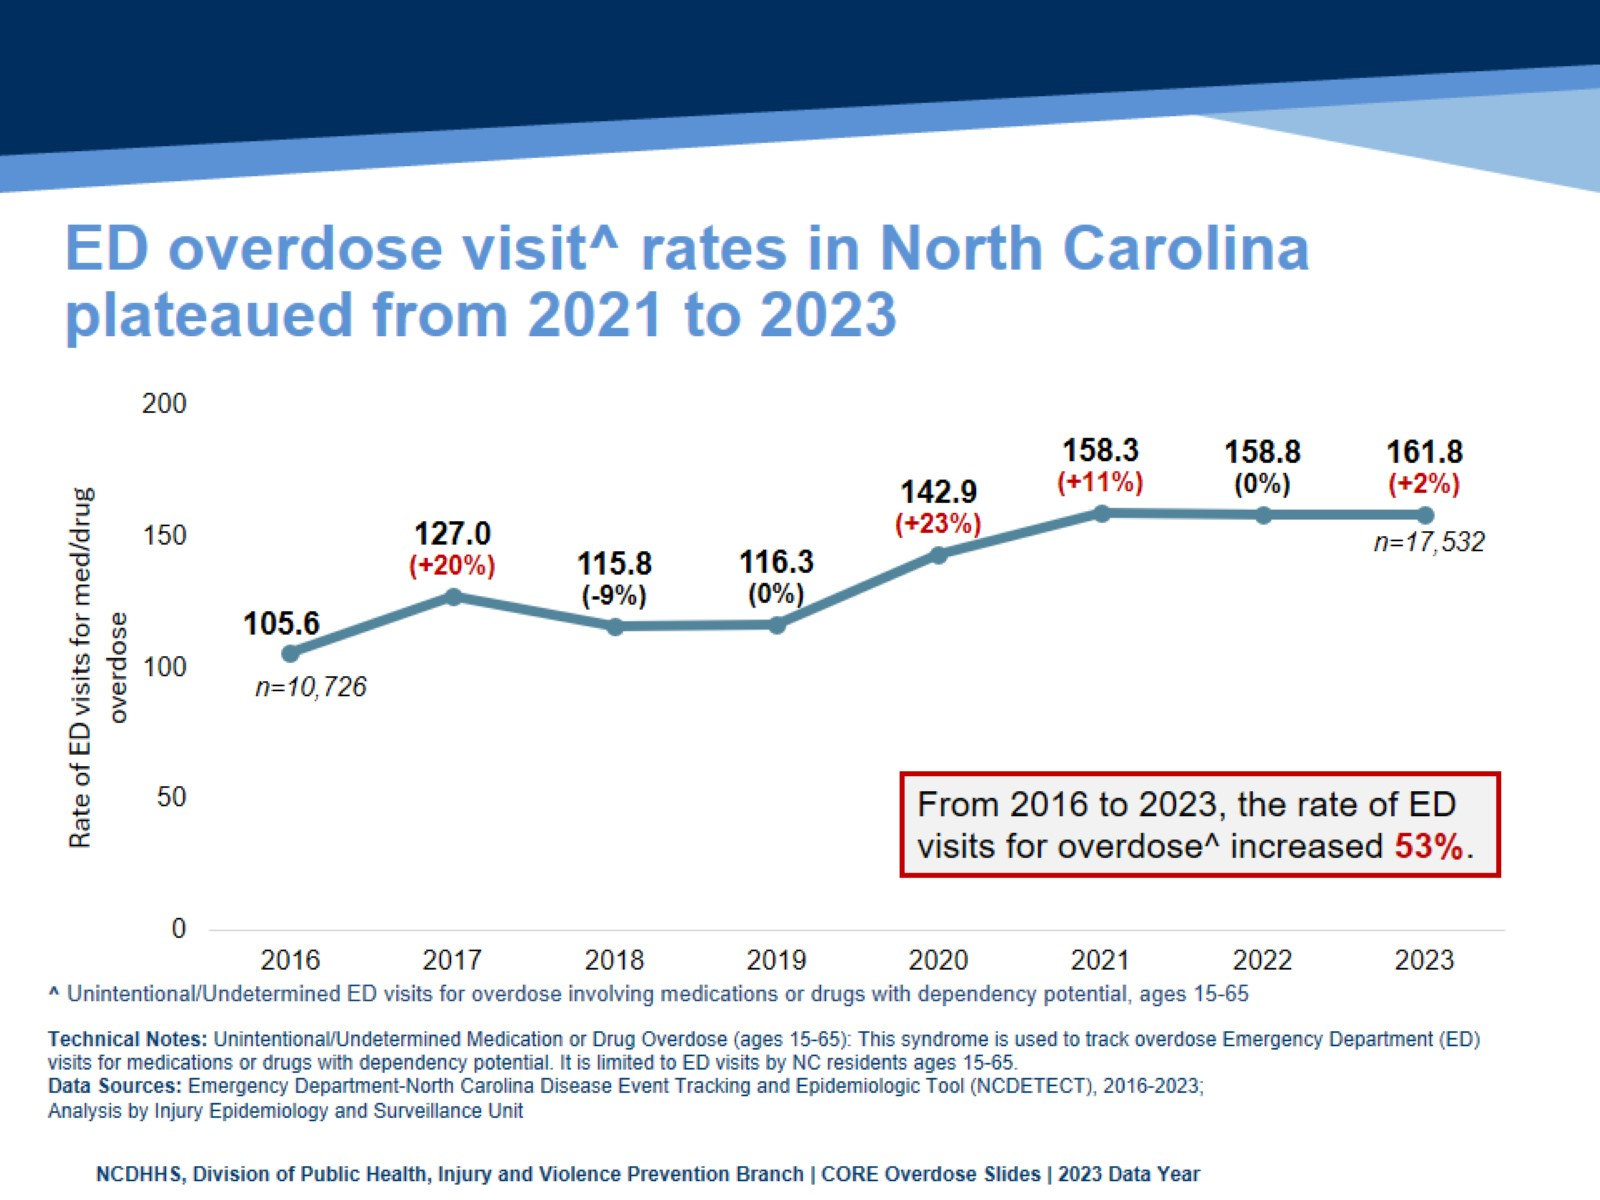 ED overdose visit^ rates in North Carolina
plateaued from 2021 to 2023
Rate of ED visits for med/drug
overdose
200
150
100
50
0
105.6
n=10,726
127.0
(+20%)
115.8
(-9%)
116.3
(0%)
142.9
(+23%)
158.3
(+11%)
158.8
(0%)
161.8
(+2%)
n=17,532
From 2016 to 2023, the rate of ED
visits for overdose^ increased 53%.
2016 2017 2018 2019 2020 2021 2022 2023
^ Unintentional/Undetermined ED visits for overdose involving medications or drugs with dependency potential, ages 15-65
Technical Notes: Unintentional/Undetermined Medication or Drug Overdose (ages 15-65): This syndrome is used to track overdose Emergency Department (ED)
visits for medications or drugs with dependency potential. It is limited to ED visits by NC residents ages 15-65.
Data Sources: Emergency Department-North Carolina Disease Event Tracking and Epidemiologic Tool (NCDETECT), 2016-2023;
Analysis by Injury Epidemiology and Surveillance Unit
NCDHHS, Division of Public Health, Injury and Violence Prevention Branch | CORE Overdose Slides | 2023 Data Year